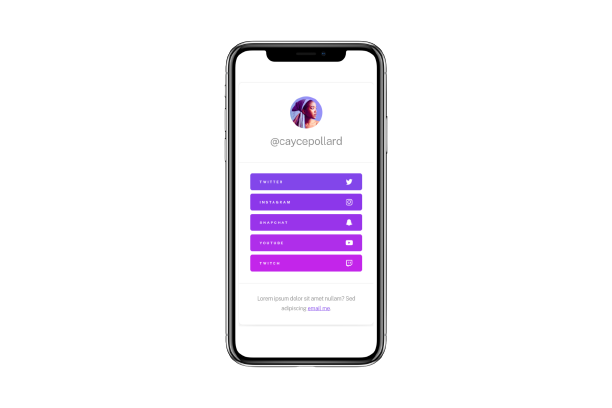 @caycepollard
TWITTER
INSTAGRAM
SNAPCHAT
YOUTUBE
TWITCH
Lorem ipsum dolor sit amet nullam? Sed
adipiscing email me.